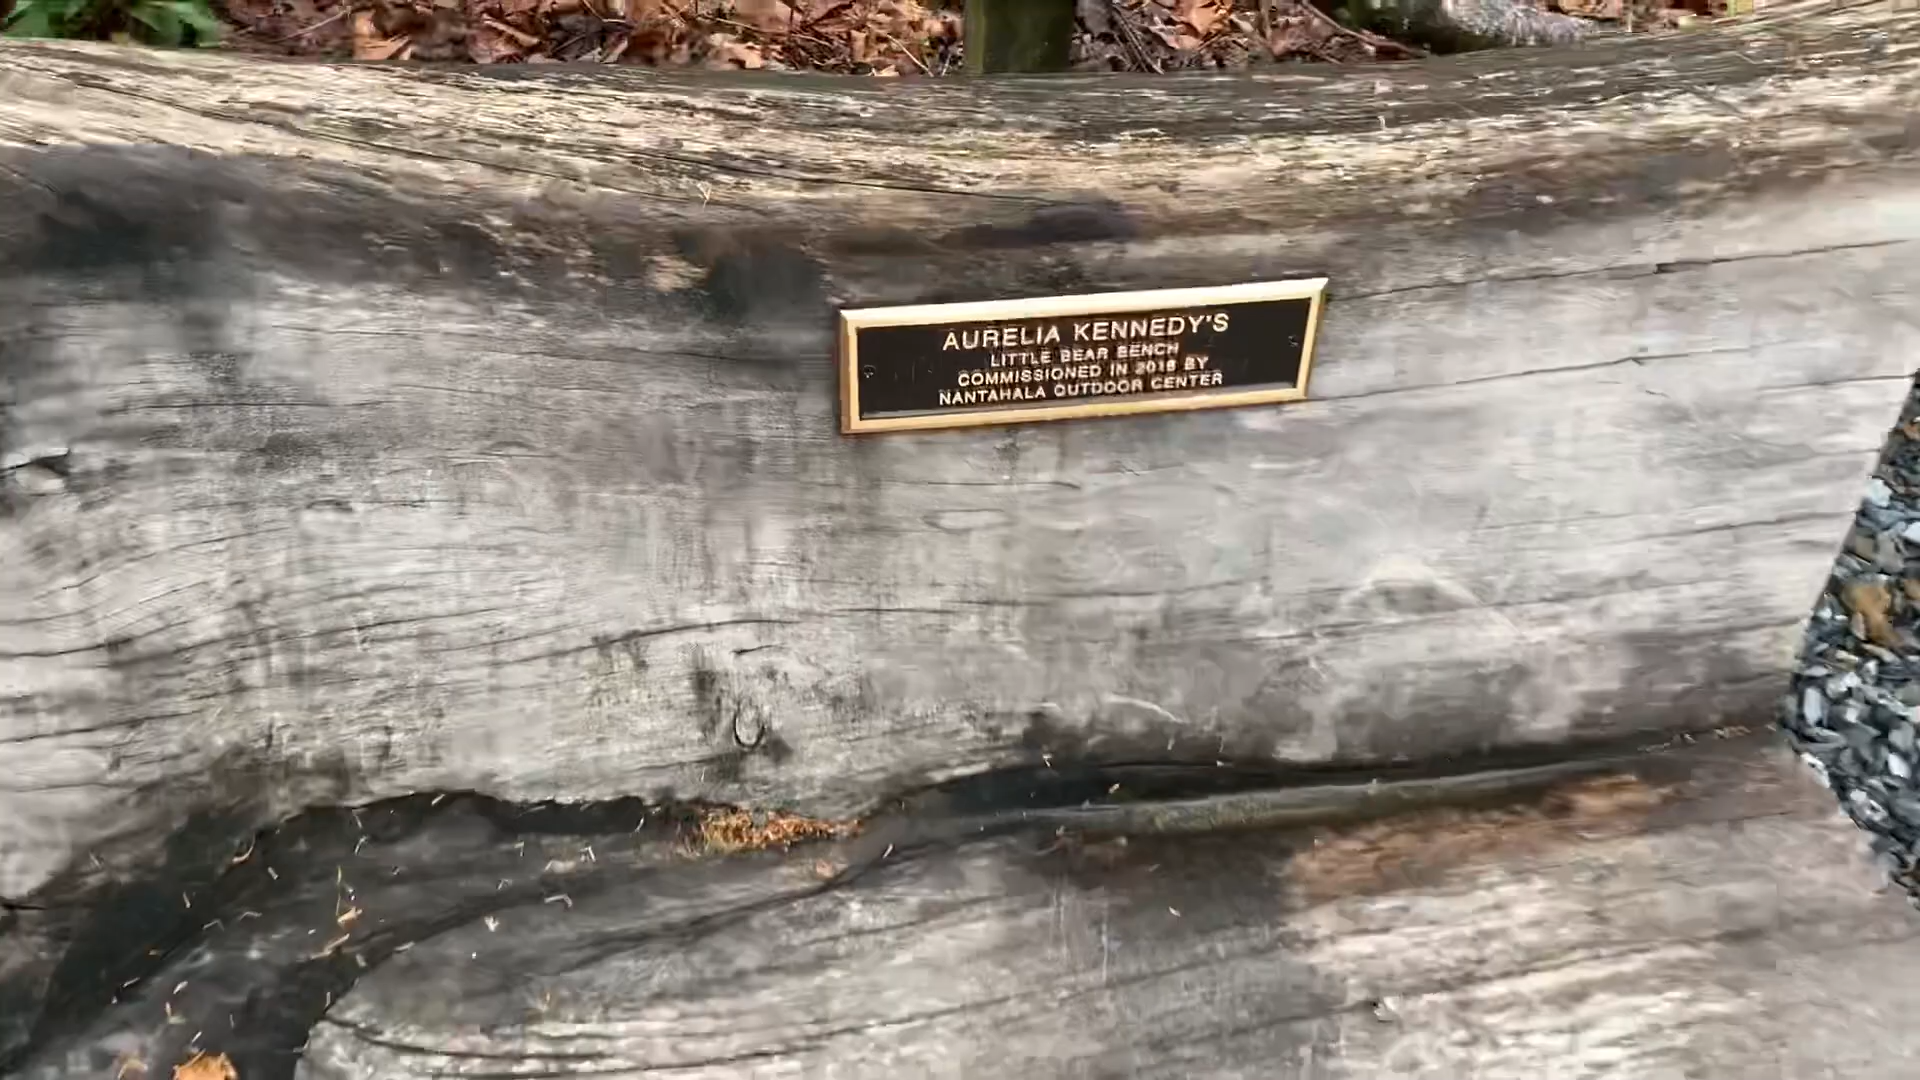 AURELIA KENNEDY'S
LITTLE BEAR BENCH
COMMISSIONED IN 2018 BY
NANTAHALA OUTDOOR CENTER